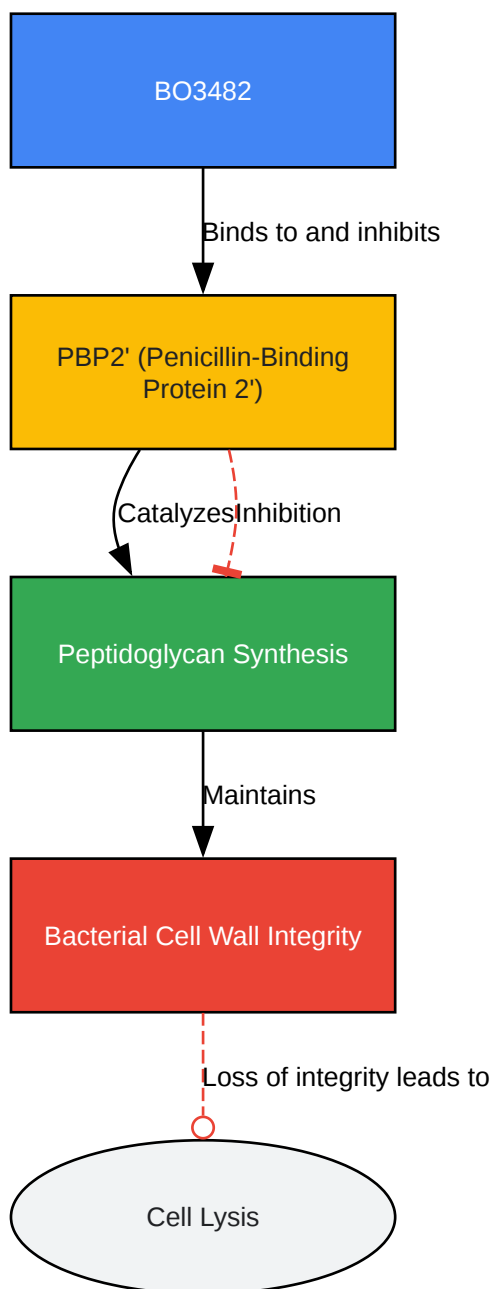 BO3482
Binds to and inhibits
PBP2' (Penicillin-Binding
Protein 2')
Catalyzes
Inhibition
Peptidoglycan Synthesis
Maintains
Bacterial Cell Wall Integrity
Loss of integrity leads to
Cell Lysis